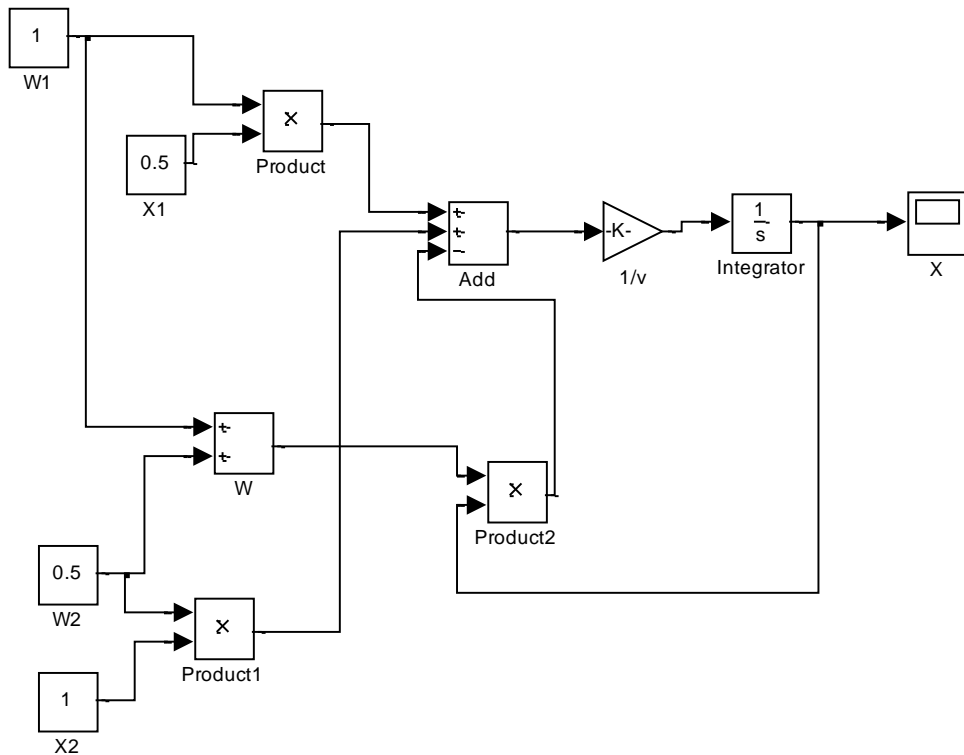 1
W1
×
Product
0.5
X1
+
+
−
Add
-K-
1/v
1
s
Integrator
X
+
+
W
×
Product2
0.5
W2
×
Product1
1
X2